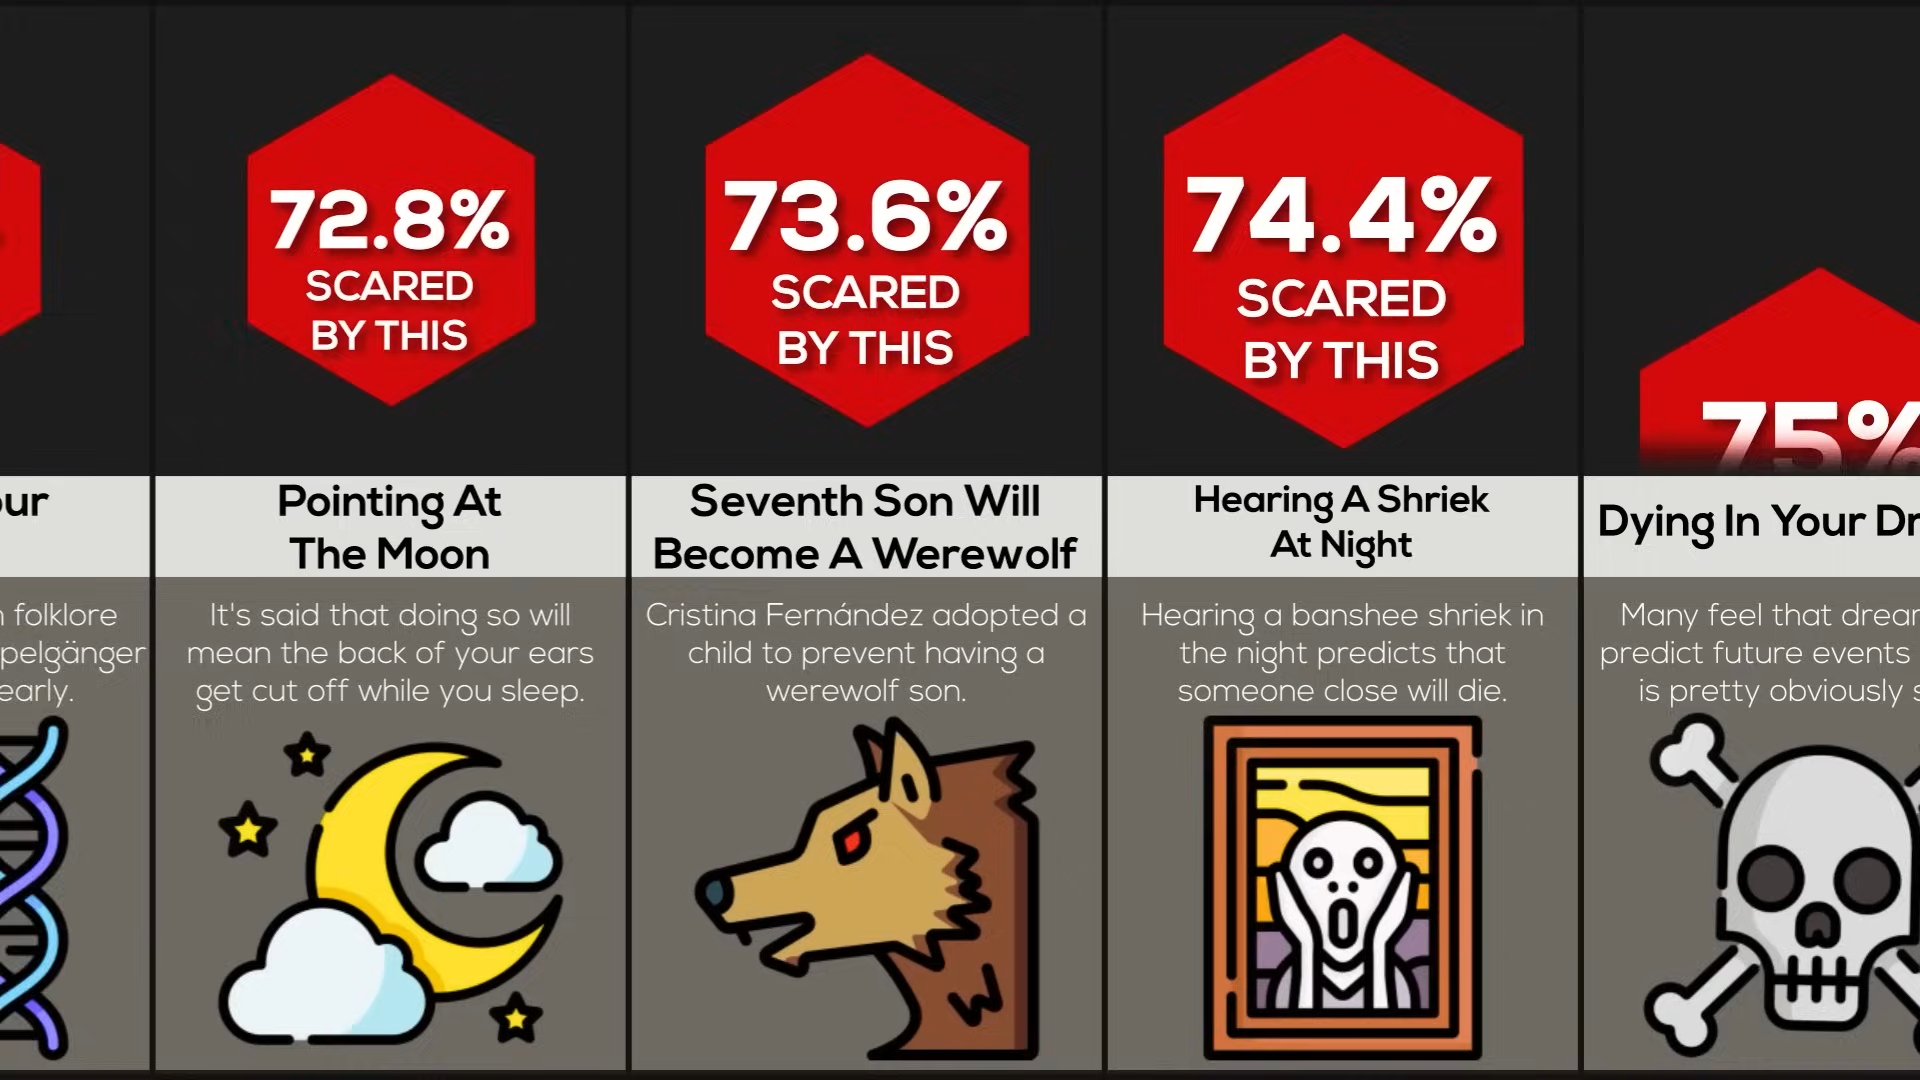 our
folklore
pelgänger
early.
72.8%
SCARED
BY THIS
Pointing At
The Moon
It's said that doing so will
mean the back of your ears
get cut off while you sleep.
73.6%
SCARED
BY THIS
Seventh Son Will
Become A Werewolf
Cristina Fernández adopted a
child to prevent having a
werewolf son.
74.4%
SCARED
BY THIS
Hearing A Shriek
At Night
Hearing a banshee shriek in
the night predicts that
someone close will die.
75%
Dying In Your Dr
Many feel that drea
predict future events
is pretty obviously s